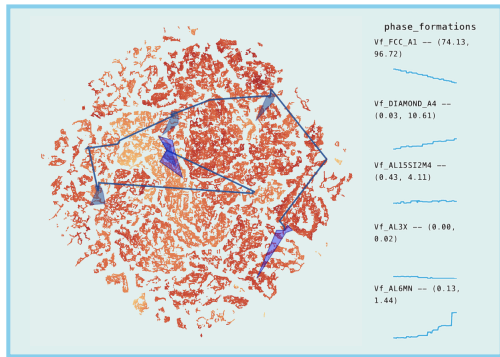 phase_formations
Vf_FCC_A1 —— (74.13,
96.72)
Vf_DIAMOND_A4 ——
(0.03, 10.61)
Vf_AL15SI2M4 ——
(0.43, 4.11)
Vf_AL3X —— (0.00,
0.02)
Vf_AL6MN —— (0.13,
1.44)